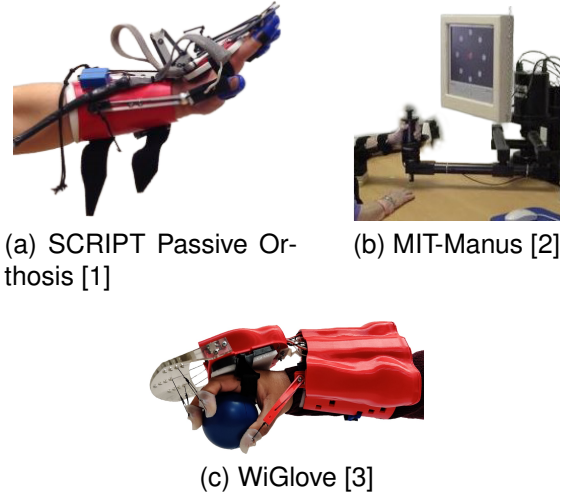 (a) SCRIPT Passive Or-
thosis [1]
(b) MIT-Manus [2]
(c) WiGlove [3]